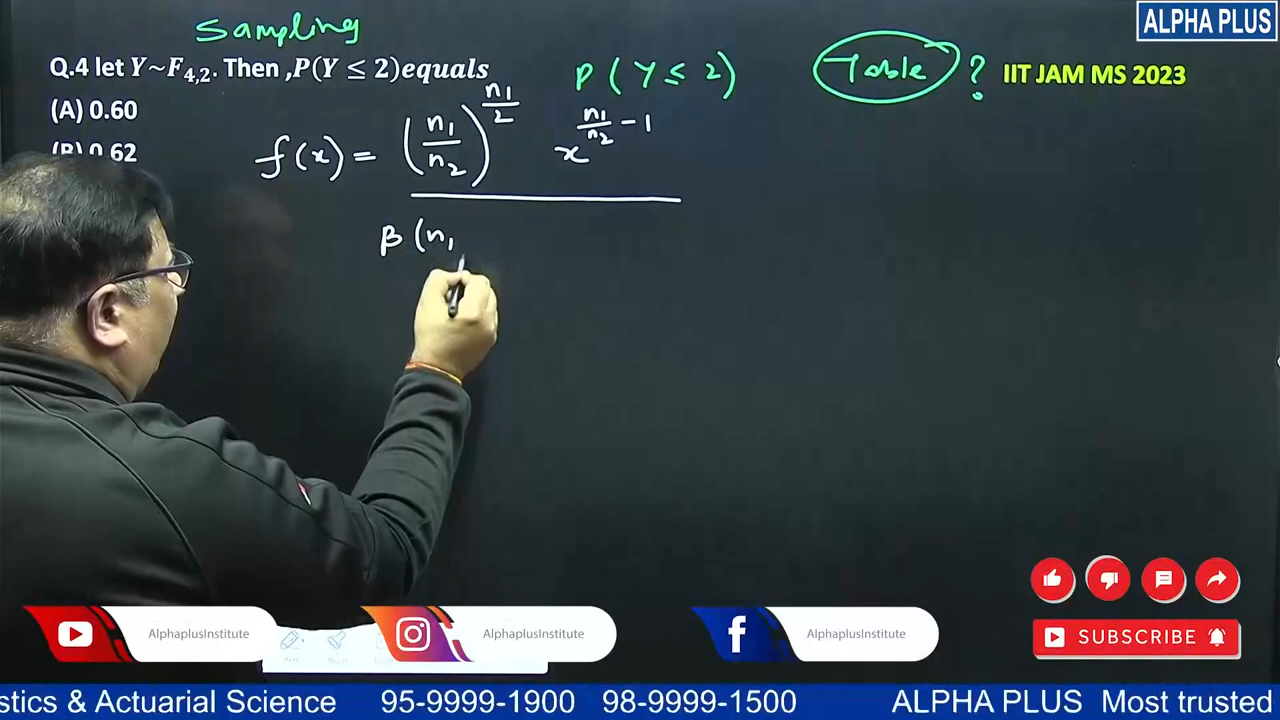 Sampling
ALPHA PLUS
Q.4 let Y~F₄,₂. Then ,P(Y ≤ 2)equals
P ( Y ≤ 2 )
Table ?
IIT JAM MS 2023
(A) 0.60
(B) 0.62
f(x) = (n₁/n₂)^(n₁/2) x^(n₁/n₂ - 1)
β (n₁
AlphaplusInstitute
AlphaplusInstitute
AlphaplusInstitute
SUBSCRIBE
stics & Actuarial Science 95-9999-1900 98-9999-1500 ALPHA PLUS Most trusted